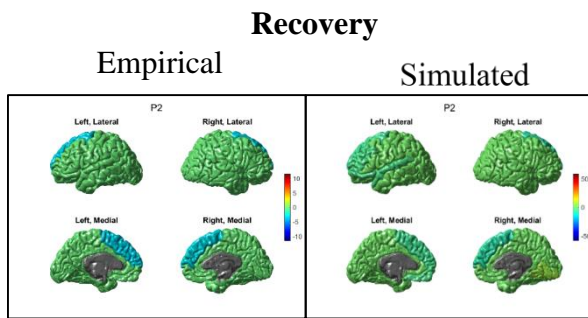 Recovery
Empirical
Simulated
P2
Left, Lateral
Right, Lateral
10
5
0
-5
-10
Left, Medial
Right, Medial
P2
Left, Lateral
Right, Lateral
50
0
-50
Left, Medial
Right, Medial